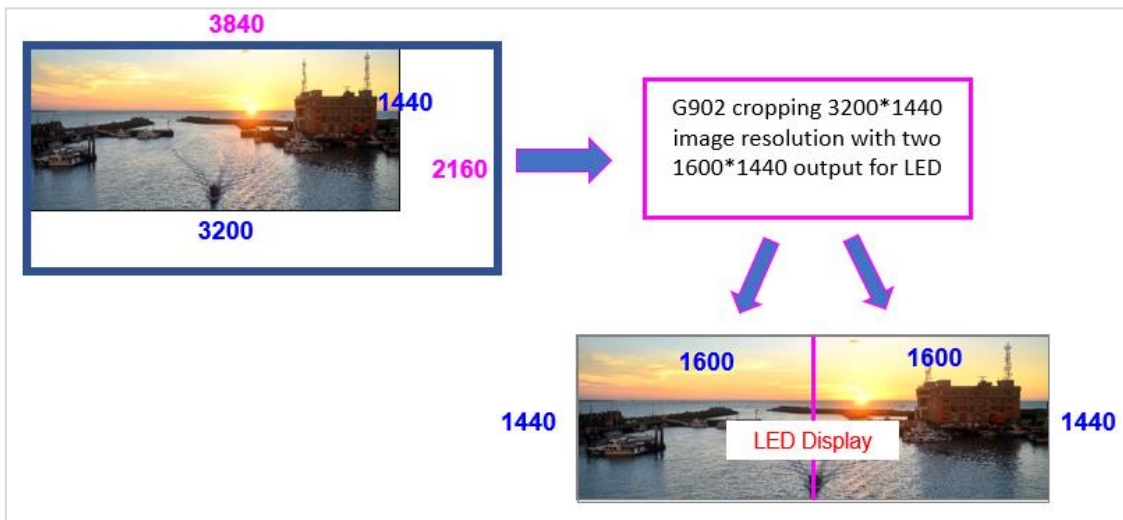 3840
1440
2160
3200
G902 cropping 3200*1440
image resolution with two
1600*1440 output for LED
1600
1600
1440
1440
LED Display